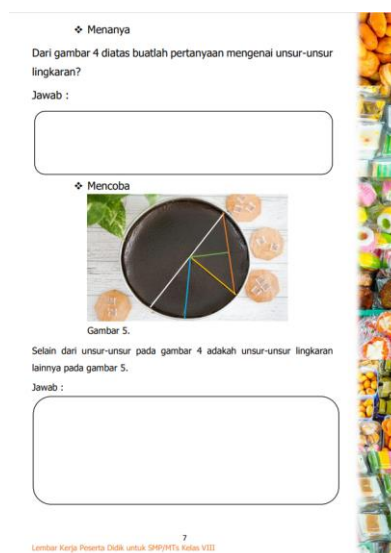 ❖ Menanya
Dari gambar 4 diatas buatlah pertanyaan mengenai unsur-unsur
lingkaran?
Jawab :
❖ Mencoba
Gambar 5.
Selain dari unsur-unsur pada gambar 4 adakah unsur-unsur lingkaran
lainnya pada gambar 5.
Jawab :
7
Lembar Kerja Peserta Didik untuk SMP/MTs Kelas VIII